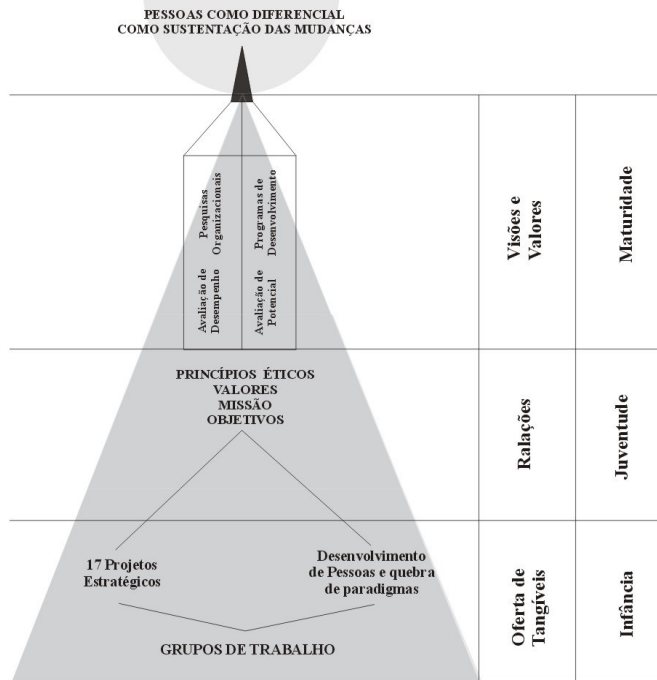 PESSOAS COMO DIFERENCIAL
COMO SUSTENTAÇÃO DAS MUDANÇAS
Pesquisas
Organizacionais
Programas de
Desenvolvimento
Avaliação de
Desempenho
Avaliação de
Potencial
Visões e
Valores
Maturidade
PRINCÍPIOS ÉTICOS
VALORES
MISSÃO
OBJETIVOS
Ralações
Juventude
17 Projetos
Estratégicos
Desenvolvimento
de Pessoas e quebra
de paradigmas
GRUPOS DE TRABALHO
Oferta de
Tangíveis
Infância